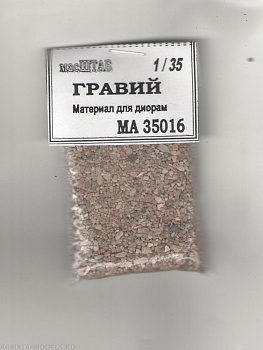 масШТАБ 1/35
ГРАВИЙ
Материал для диорам
МА 35016
ARMATA-MODELS.RU